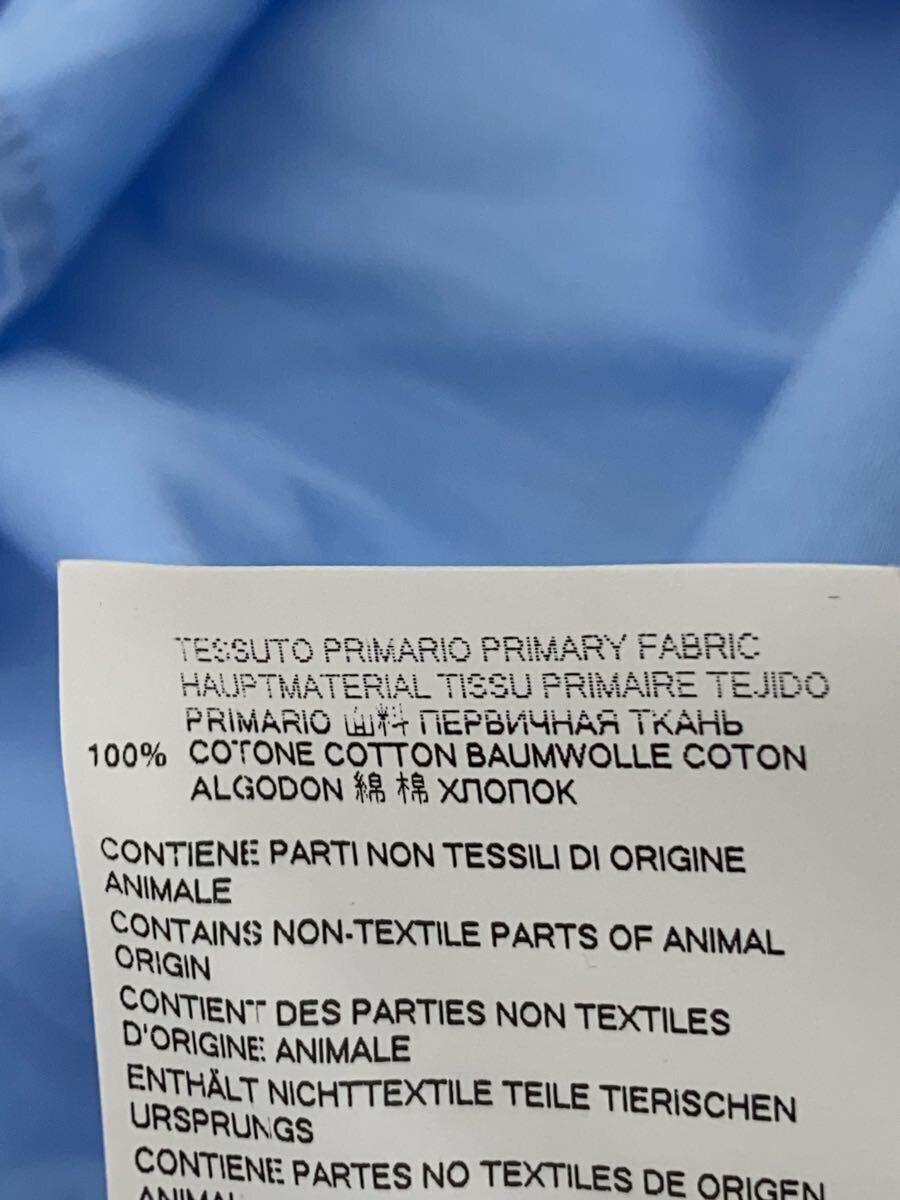 TESSUTO PRIMARIO PRIMARY FABRIC
HAUPTMATERIAL TISSU PRIMAIRE TEJIDO
PRIMARIO 面料 ПЕРВИЧНАЯ ТКАНЬ
100% COTONE COTTON BAUMWOLLE COTON
ALGODON 綿 棉 ХЛОПОК
CONTIENE PARTI NON TESSILI DI ORIGINE
ANIMALE
CONTAINS NON-TEXTILE PARTS OF ANIMAL
ORIGIN
CONTIENT DES PARTIES NON TEXTILES
D'ORIGINE ANIMALE
ENTHÄLT NICHTTEXTILE TEILE TIERISCHEN
URSPRUNGS
CONTIENE PARTES NO TEXTILES DE ORIGEN
ANIMAL